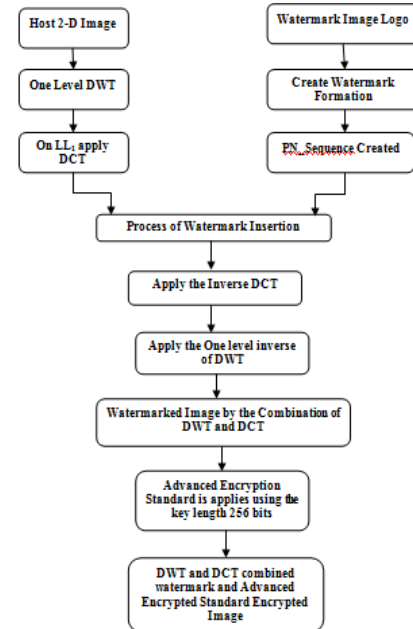 Host 2-D Image
Watermark Image Logo
One Level DWT
Create Watermark
Formation
On LL₁ apply
DCT
PN_Sequence Created
Process of Watermark Insertion
Apply the Inverse DCT
Apply the One level inverse
of DWT
Watermarked Image by the Combination of
DWT and DCT
Advanced Encryption
Standard is applies using the
key length 256 bits
DWT and DCT combined
watermark and Advanced
Encrypted Standard Encrypted
Image